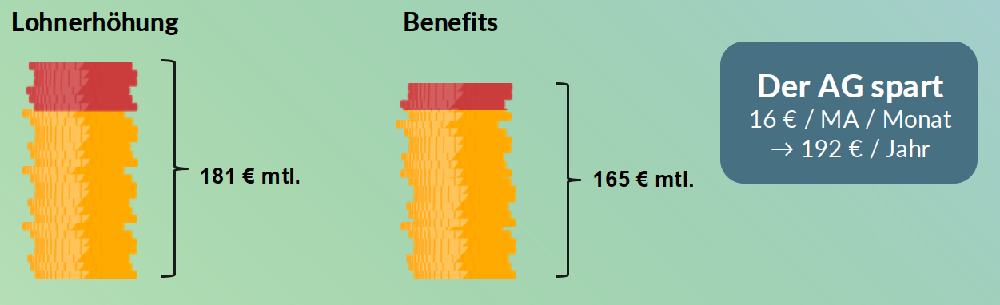 Lohnerhöhung
181 € mtl.
Benefits
165 € mtl.
Der AG spart
16 € / MA / Monat
→ 192 € / Jahr